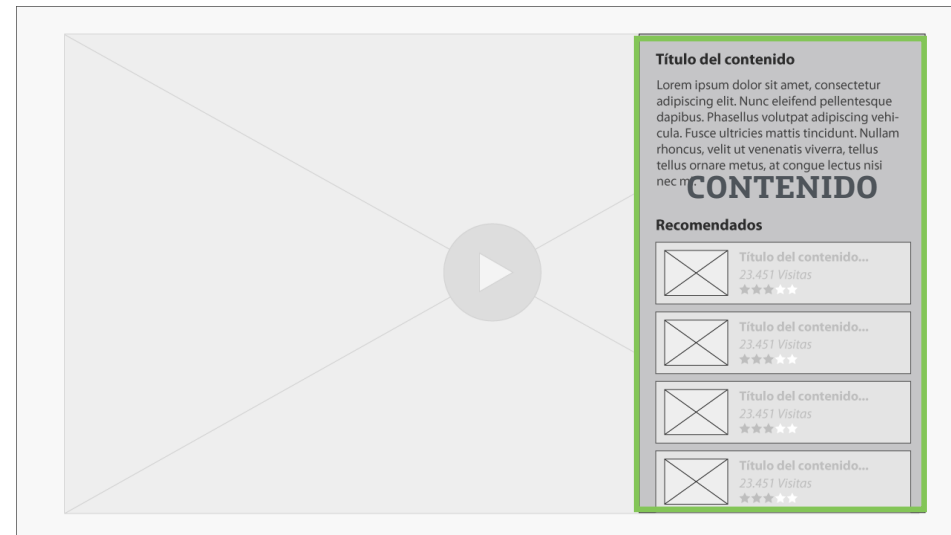 Título del contenido
Lorem ipsum dolor sit amet, consectetur
adipiscing elit. Nunc eleifend pellentesque
dapibus. Phasellus volutpat adipiscing vehi-
cula. Fusce ultricies mattis tincidunt. Nullam
rhoncus, velit ut venenatis viverra, tellus
tellus ornare metus, at congue lectus nisi
nec
CONTENIDO
Recomendados
Título del contenido...
23.451 Visitas
Título del contenido...
23.451 Visitas
Título del contenido...
23.451 Visitas
Título del contenido...
23.451 Visitas